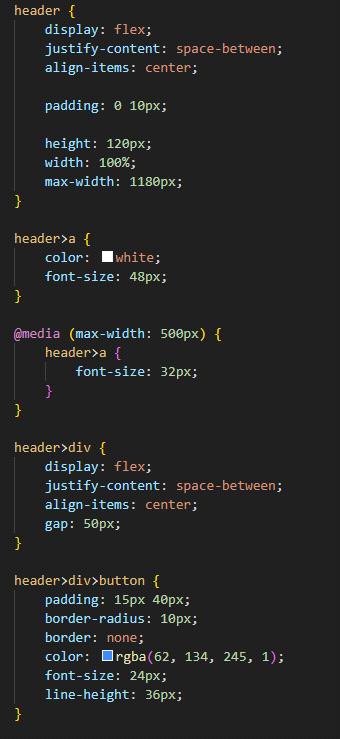 header {
display: flex;
justify-content: space-between;
align-items: center;
padding: 0 10px;
height: 120px;
width: 100%;
max-width: 1180px;
}
header>a {
color: white;
font-size: 48px;
}
@media (max-width: 500px) {
header>a {
font-size: 32px;
}
}
header>div {
display: flex;
justify-content: space-between;
align-items: center;
gap: 50px;
}
header>div>button {
padding: 15px 40px;
border-radius: 10px;
border: none;
color: rgba(62, 134, 245, 1);
font-size: 24px;
line-height: 36px;
}